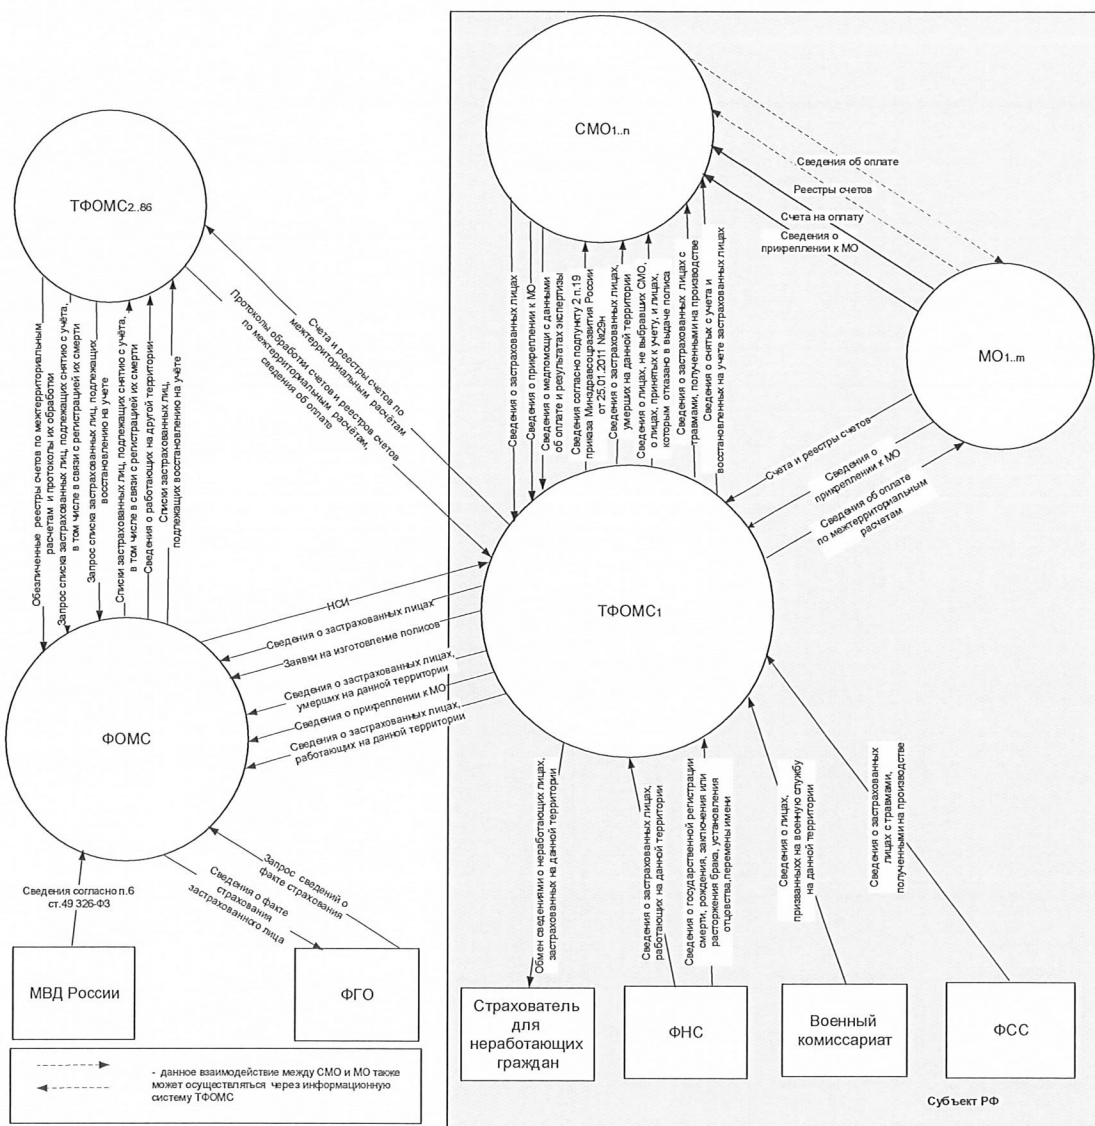 СМО1..n
ТФОМС2..86
МО1..m
ТФОМС1
ФОМС
Сведения об оплате
Реестры счетов
Счета на оплату
Сведения о
прикреплении к МО
Счета и реестры счетов по
межтерриториальным расчётам
Протоколы обработки счетов и реестров счетов
по межтерриториальным расчётам,
сведения об оплате
Обезличенные реестры счетов по межтерриториальным
расчетам и протоколы их обработки
Запрос списка застрахованных лиц, подлежащих снятию с учёта,
в том числе в связи с регистрацией их смерти
Запрос списка застрахованных лиц, подлежащих
восстановлению на учете
Списки застрахованных лиц, подлежащих снятию с учёта,
в том числе в связи с регистрацией их смерти
Сведения о работающих на другой территории
Списки застрахованных лиц,
подлежащих восстановлению на учёте
Сведения о застрахованных лицах
Сведения о прикреплении к МО
Сведения о медпомощи с данными
об оплате и результатах экспертизы
Сведения согласно подпункту 2 п.19
приказа Минздравсоцразвития России
от 25.01.2011 №29н
Сведения о застрахованных лицах,
умерших на данной территории
Сведения о лицах, не выбравших СМО,
о лицах, принятых к учету, и лицах,
которым отказано в выдаче полиса
Сведения о застрахованных лицах с
травмами, полученными на производстве
Сведения о снятых с учета и
восстановленных на учете застрахованных лицах
Счета и реестры счетов
Сведения о
прикреплении к МО
Сведения об оплате
по межтерриториальным
расчетам
НСИ
Сведения о застрахованных лицах
Заявки на изготовление полисов
Сведения о застрахованных лицах,
умерших на данной территории
Сведения о прикреплении к МО
Сведения о застрахованных лицах,
работающих на данной территории
Сведения согласно п.6
ст.49 326-ФЗ
Запрос сведений о
факте страхования
Сведения о факте
страхования
застрахованного лица
Обмен сведениями о неработающих лицах,
застрахованных на данной территории
Сведения о застрахованных лицах,
работающих на данной территории
Сведения о государственной регистрации
смерти, рождения, заключения или
расторжения брака, установления
отцовства,перемены имени
Сведения о лицах,
призванных на военную службу
на данной территории
Сведения о застрахованных
лицах с травмами,
полученными на производстве
МВД России
ФГО
Страхователь
для
неработающих
граждан
ФНС
Военный
комиссариат
ФСС
- данное взаимодействие между СМО и МО также
может осуществляться через информационную
систему ТФОМС
Субъект РФ